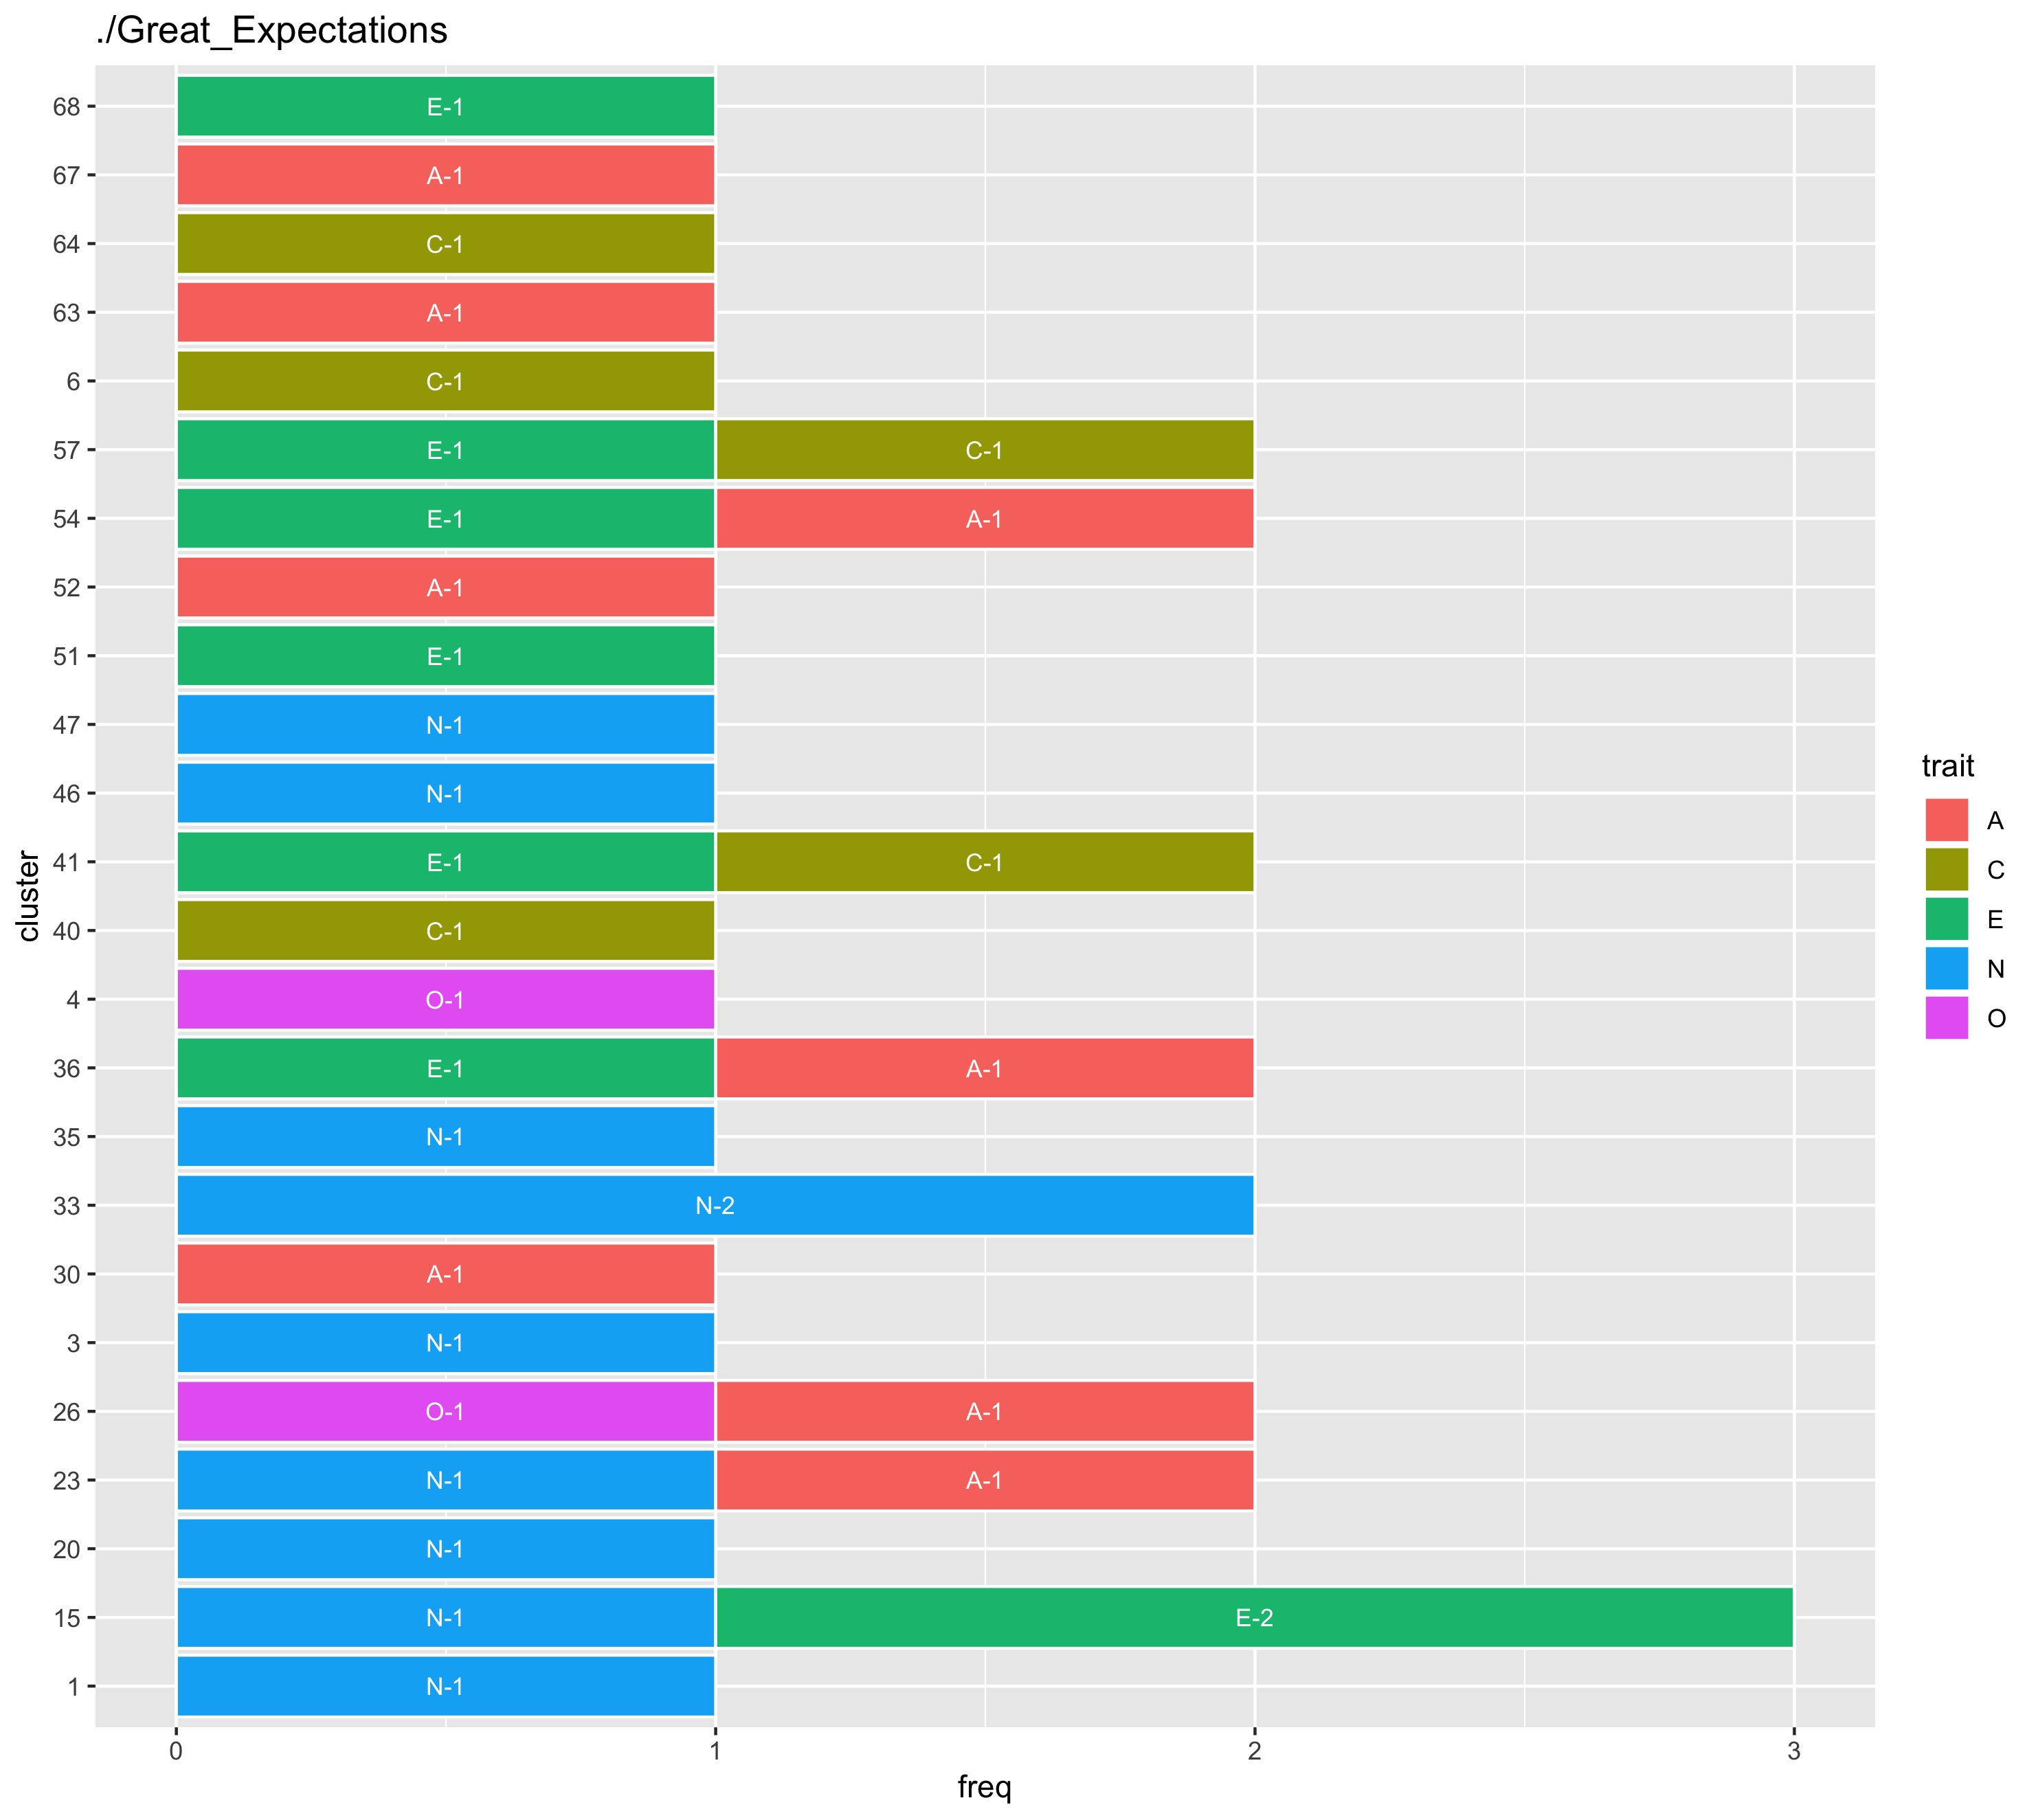 ./Great_Expectations
68 E-1
67 A-1
64 C-1
63 A-1
6 C-1
57 E-1 C-1
54 E-1 A-1
52 A-1
51 E-1
47 N-1
46 N-1
41 E-1 C-1
40 C-1
4 O-1
36 E-1 A-1
35 N-1
33 N-2
30 A-1
3 N-1
26 O-1 A-1
23 N-1 A-1
20 N-1
15 N-1 E-2
1 N-1
0 1 2 3
freq
cluster
trait
A
C
E
N
O